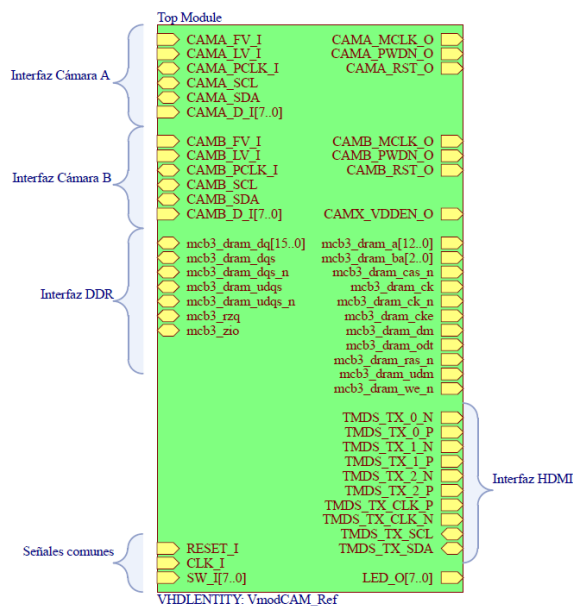 Top Module
Interfaz Cámara A
CAMA_FV_I
CAMA_LV_I
CAMA_PCLK_I
CAMA_SCL
CAMA_SDA
CAMA_D_I[7..0]
CAMA_MCLK_O
CAMA_PWDN_O
CAMA_RST_O
Interfaz Cámara B
CAMB_FV_I
CAMB_LV_I
CAMB_PCLK_I
CAMB_SCL
CAMB_SDA
CAMB_D_I[7..0]
CAMB_MCLK_O
CAMB_PWDN_O
CAMB_RST_O
CAMX_VDDEN_O
Interfaz DDR
mcb3_dram_dq[15..0]
mcb3_dram_dqs
mcb3_dram_dqs_n
mcb3_dram_udqs
mcb3_dram_udqs_n
mcb3_rzq
mcb3_zio
mcb3_dram_a[12..0]
mcb3_dram_ba[2..0]
mcb3_dram_cas_n
mcb3_dram_ck
mcb3_dram_ck_n
mcb3_dram_cke
mcb3_dram_dm
mcb3_dram_odt
mcb3_dram_ras_n
mcb3_dram_udm
mcb3_dram_we_n
TMDS_TX_0_N
TMDS_TX_0_P
TMDS_TX_1_N
TMDS_TX_1_P
TMDS_TX_2_N
TMDS_TX_2_P
TMDS_TX_CLK_P
TMDS_TX_CLK_N
TMDS_TX_SCL
TMDS_TX_SDA
Interfaz HDMI
Señales comunes
RESET_I
CLK_I
SW_I[7..0]
LED_O[7..0]
VHDLENTITY: VmodCAM_Ref